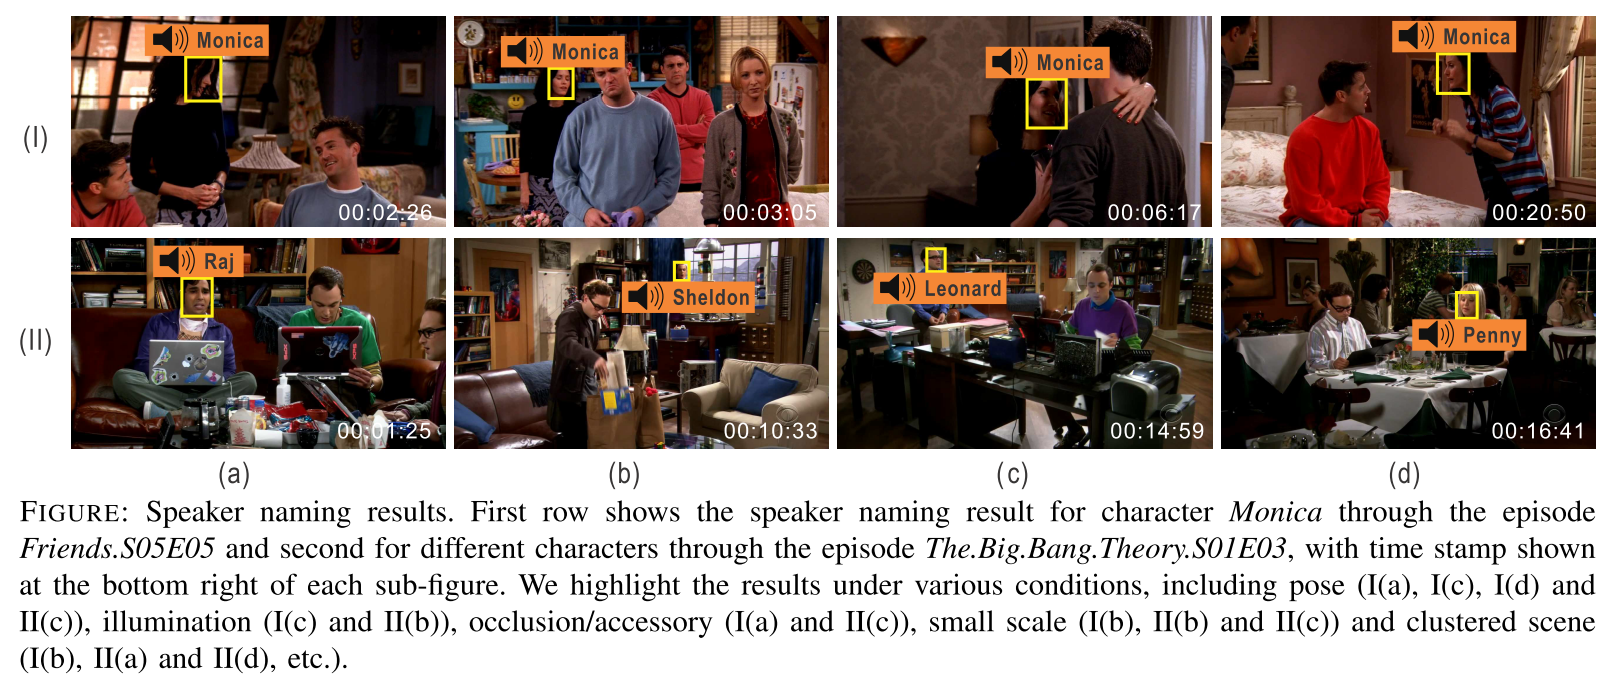 Monica
Monica
Monica
Monica
(I)
00:02:26
00:03:05
00:06:17
00:20:50
Raj
Sheldon
Leonard
Penny
(II)
00:01:25
00:10:33
00:14:59
00:16:41
(a)
(b)
(c)
(d)
FIGURE: Speaker naming results. First row shows the speaker naming result for character Monica through the episode
Friends.S05E05 and second for different characters through the episode The.Big.Bang.Theory.S01E03, with time stamp shown
at the bottom right of each sub-figure. We highlight the results under various conditions, including pose (I(a), I(c), I(d) and
II(c)), illumination (I(c) and II(b)), occlusion/accessory (I(a) and II(c)), small scale (I(b), II(b) and II(c)) and clustered scene
(I(b), II(a) and II(d), etc.).